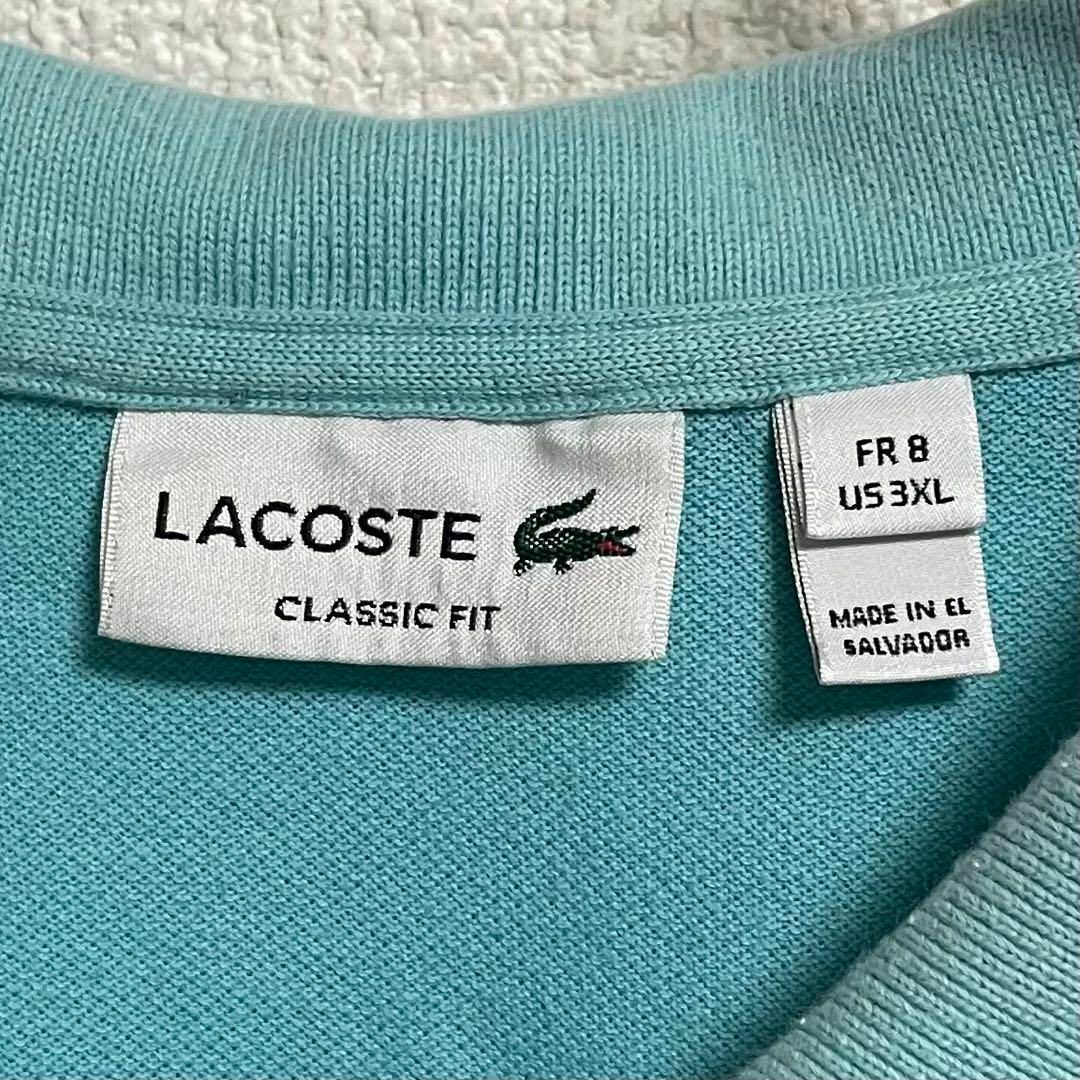 LACOSTE
CLASSIC FIT
FR 8
US 3XL
MADE IN EL
SALVADOR